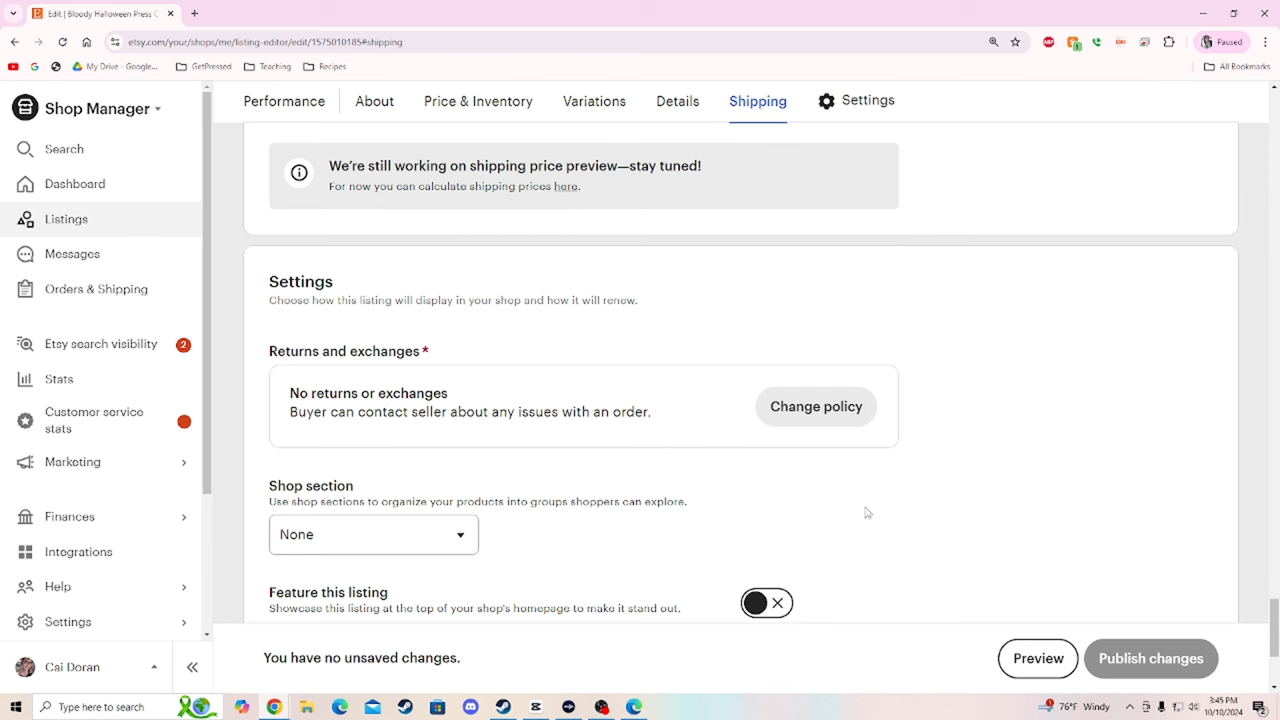 Edit | Bloody Halloween Press O
etsy.com/your/shops/me/listing-editor/edit/1575010185#shipping
Paused
My Drive - Google...
GetPressed
Teaching
Recipes
All Bookmarks
Shop Manager
Search
Dashboard
Listings
Messages
Orders & Shipping
Etsy search visibility
2
Stats
Customer service
stats
Marketing
Finances
Integrations
Help
Settings
Cai Doran
Performance
About
Price & Inventory
Variations
Details
Shipping
Settings
We're still working on shipping price preview—stay tuned!
For now you can calculate shipping prices here.
Settings
Choose how this listing will display in your shop and how it will renew.
Returns and exchanges *
No returns or exchanges
Buyer can contact seller about any issues with an order.
Change policy
Shop section
Use shop sections to organize your products into groups shoppers can explore.
None
Feature this listing
Showcase this listing at the top of your shop's homepage to make it stand out.
You have no unsaved changes.
Preview
Publish changes
Type here to search
76°F Windy
3:45 PM
10/10/2024